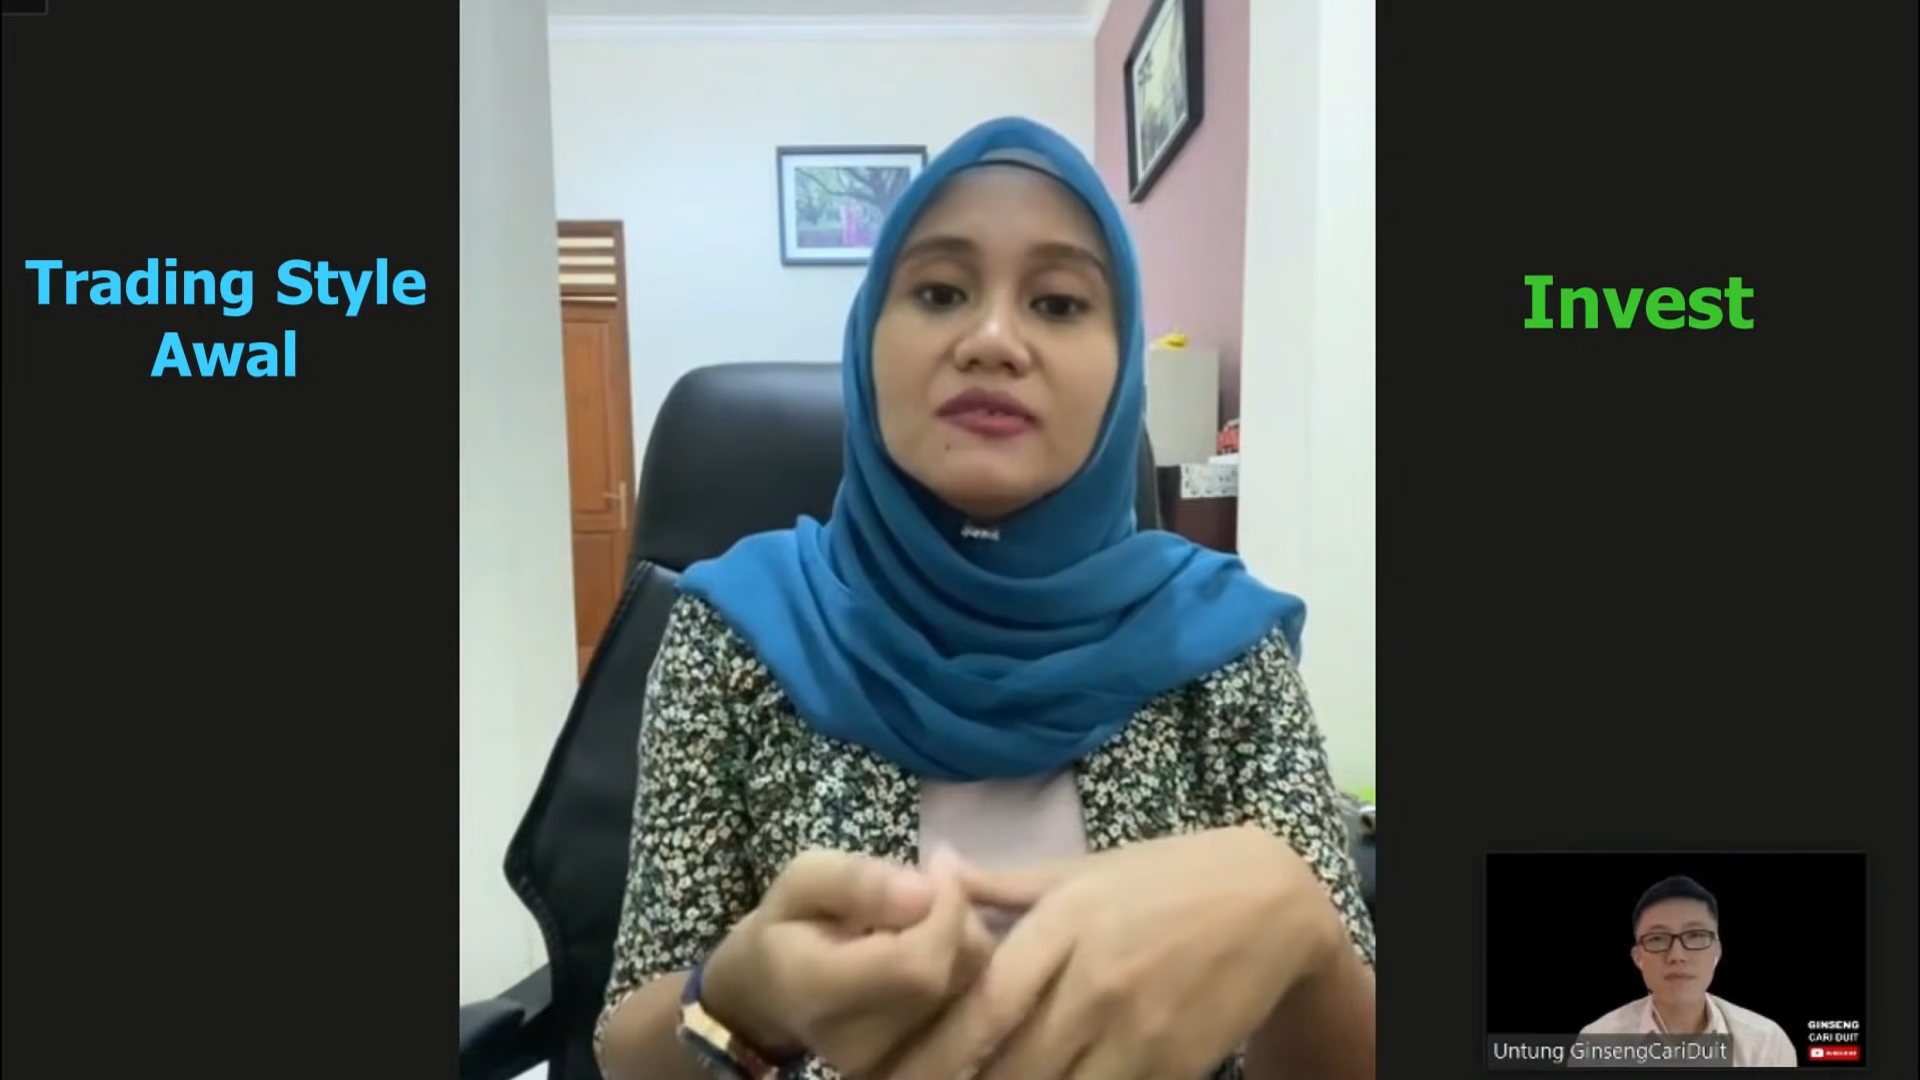 Trading Style
Awal
Invest
GINSENG
CARI DUIT
Untung GinsengCariDuit